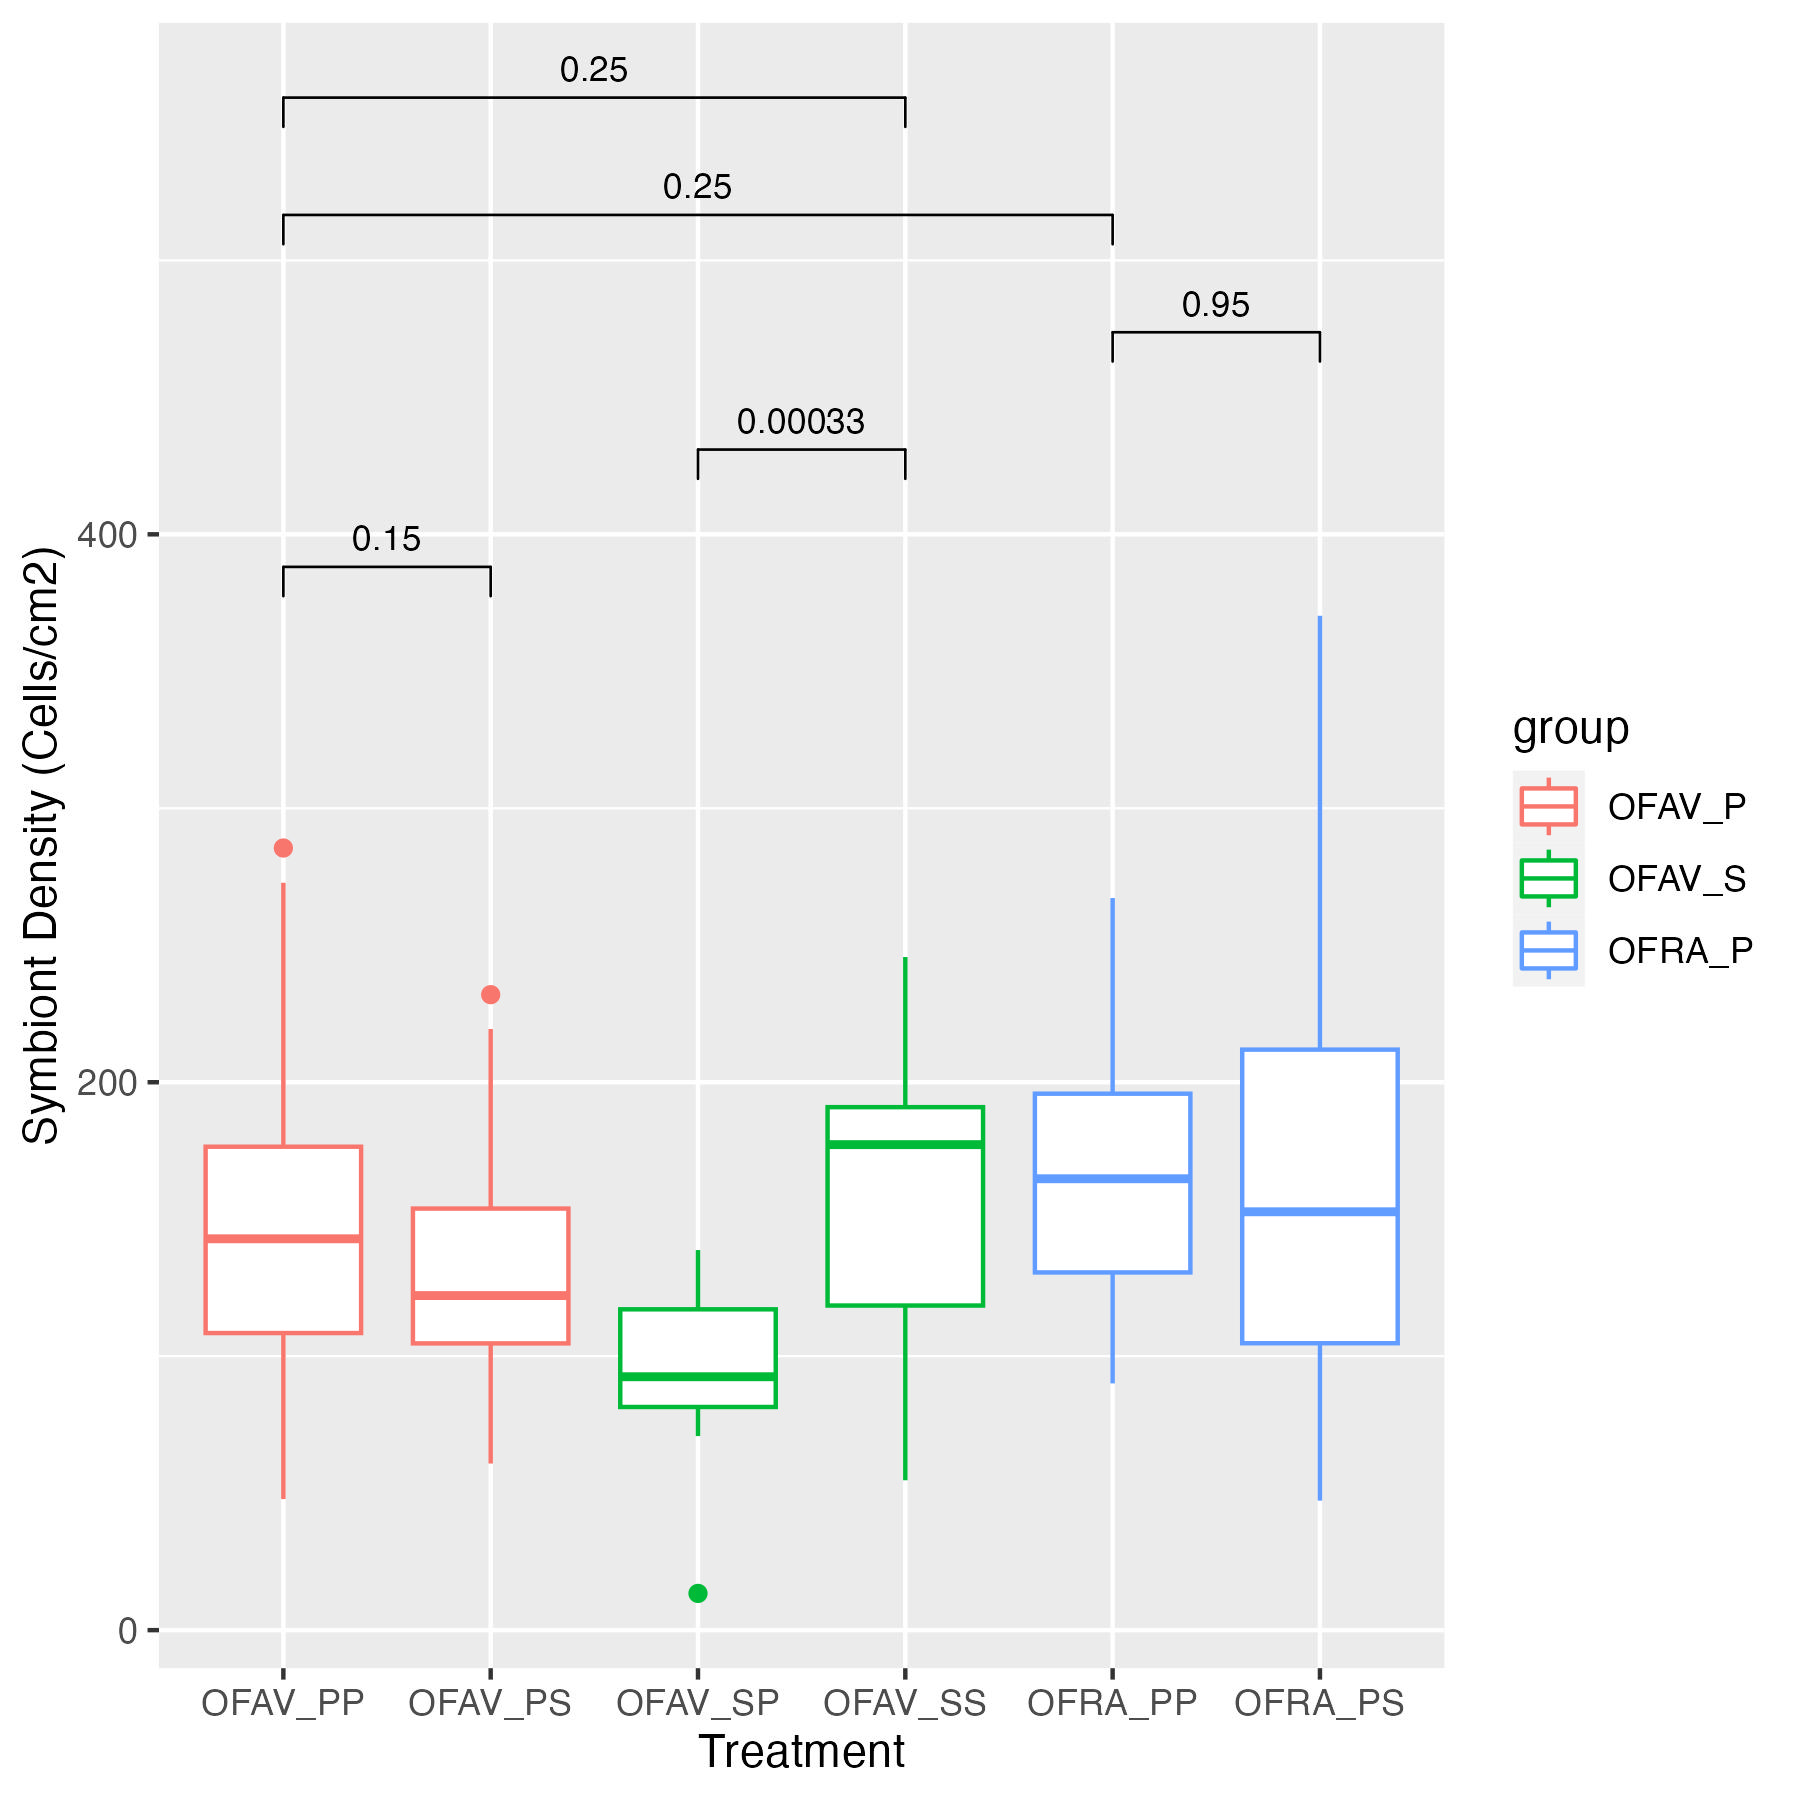 0.25
0.25
0.95
0.00033
0.15
400
200
0
Symbiont Density (Cells/cm2)
OFAV_PP OFAV_PS OFAV_SP OFAV_SS OFRA_PP OFRA_PS
Treatment
group
OFAV_P
OFAV_S
OFRA_P